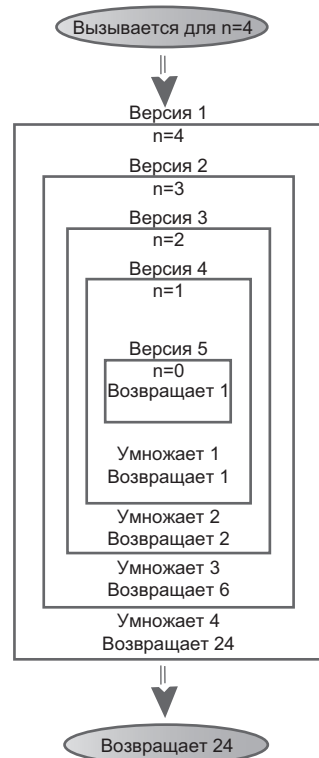 Вызывается для n=4
Версия 1
n=4
Версия 2
n=3
Версия 3
n=2
Версия 4
n=1
Версия 5
n=0
Возвращает 1
Умножает 1
Возвращает 1
Умножает 2
Возвращает 2
Умножает 3
Возвращает 6
Умножает 4
Возвращает 24
Возвращает 24